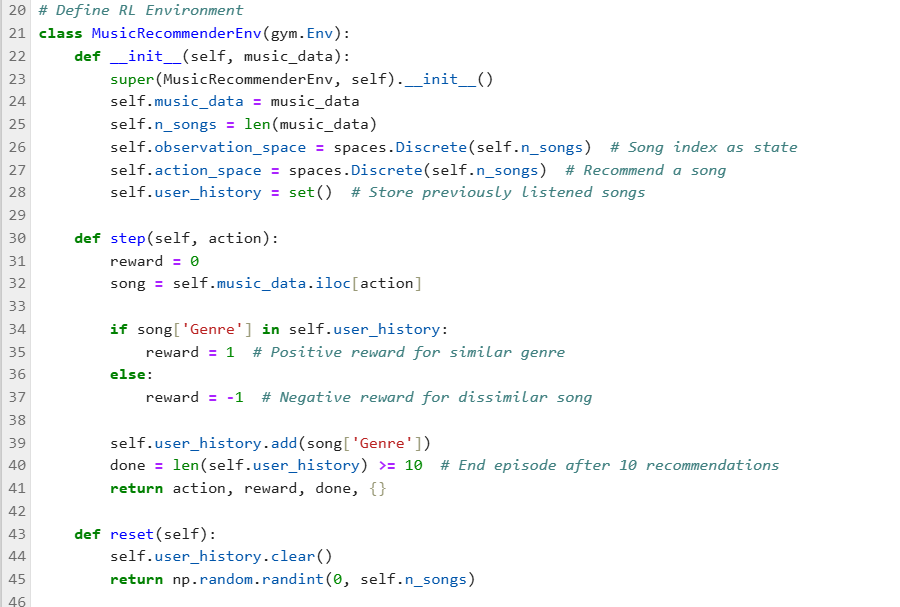 20 # Define RL Environment
21 class MusicRecommenderEnv(gym.Env):
22     def __init__(self, music_data):
23         super(MusicRecommenderEnv, self).__init__()
24         self.music_data = music_data
25         self.n_songs = len(music_data)
26         self.observation_space = spaces.Discrete(self.n_songs)  # Song index as state
27         self.action_space = spaces.Discrete(self.n_songs)  # Recommend a song
28         self.user_history = set()  # Store previously listened songs
29
30     def step(self, action):
31         reward = 0
32         song = self.music_data.iloc[action]
33
34         if song['Genre'] in self.user_history:
35             reward = 1  # Positive reward for similar genre
36         else:
37             reward = -1  # Negative reward for dissimilar song
38
39         self.user_history.add(song['Genre'])
40         done = len(self.user_history) >= 10  # End episode after 10 recommendations
41         return action, reward, done, {}
42
43     def reset(self):
44         self.user_history.clear()
45         return np.random.randint(0, self.n_songs)
46